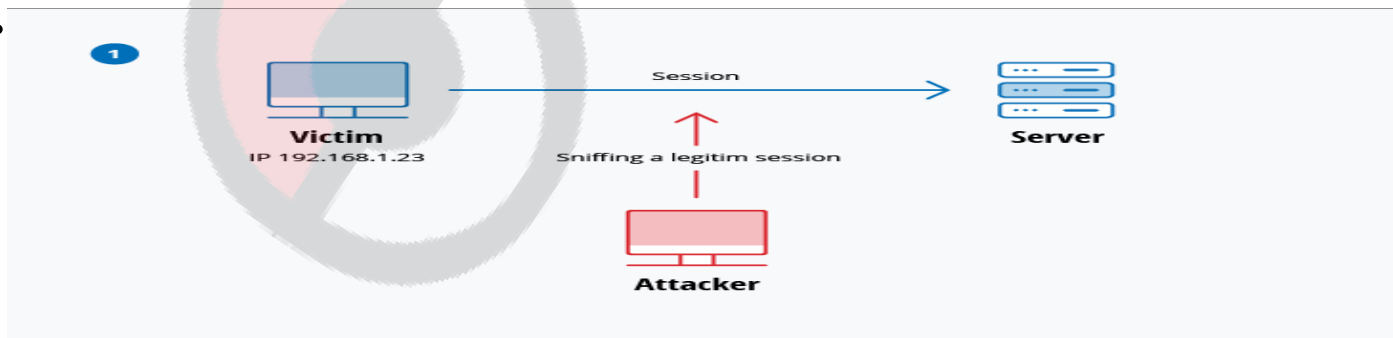 1
Session
Victim
Server
IP 192.168.1.23
Sniffing a legitim session
Attacker